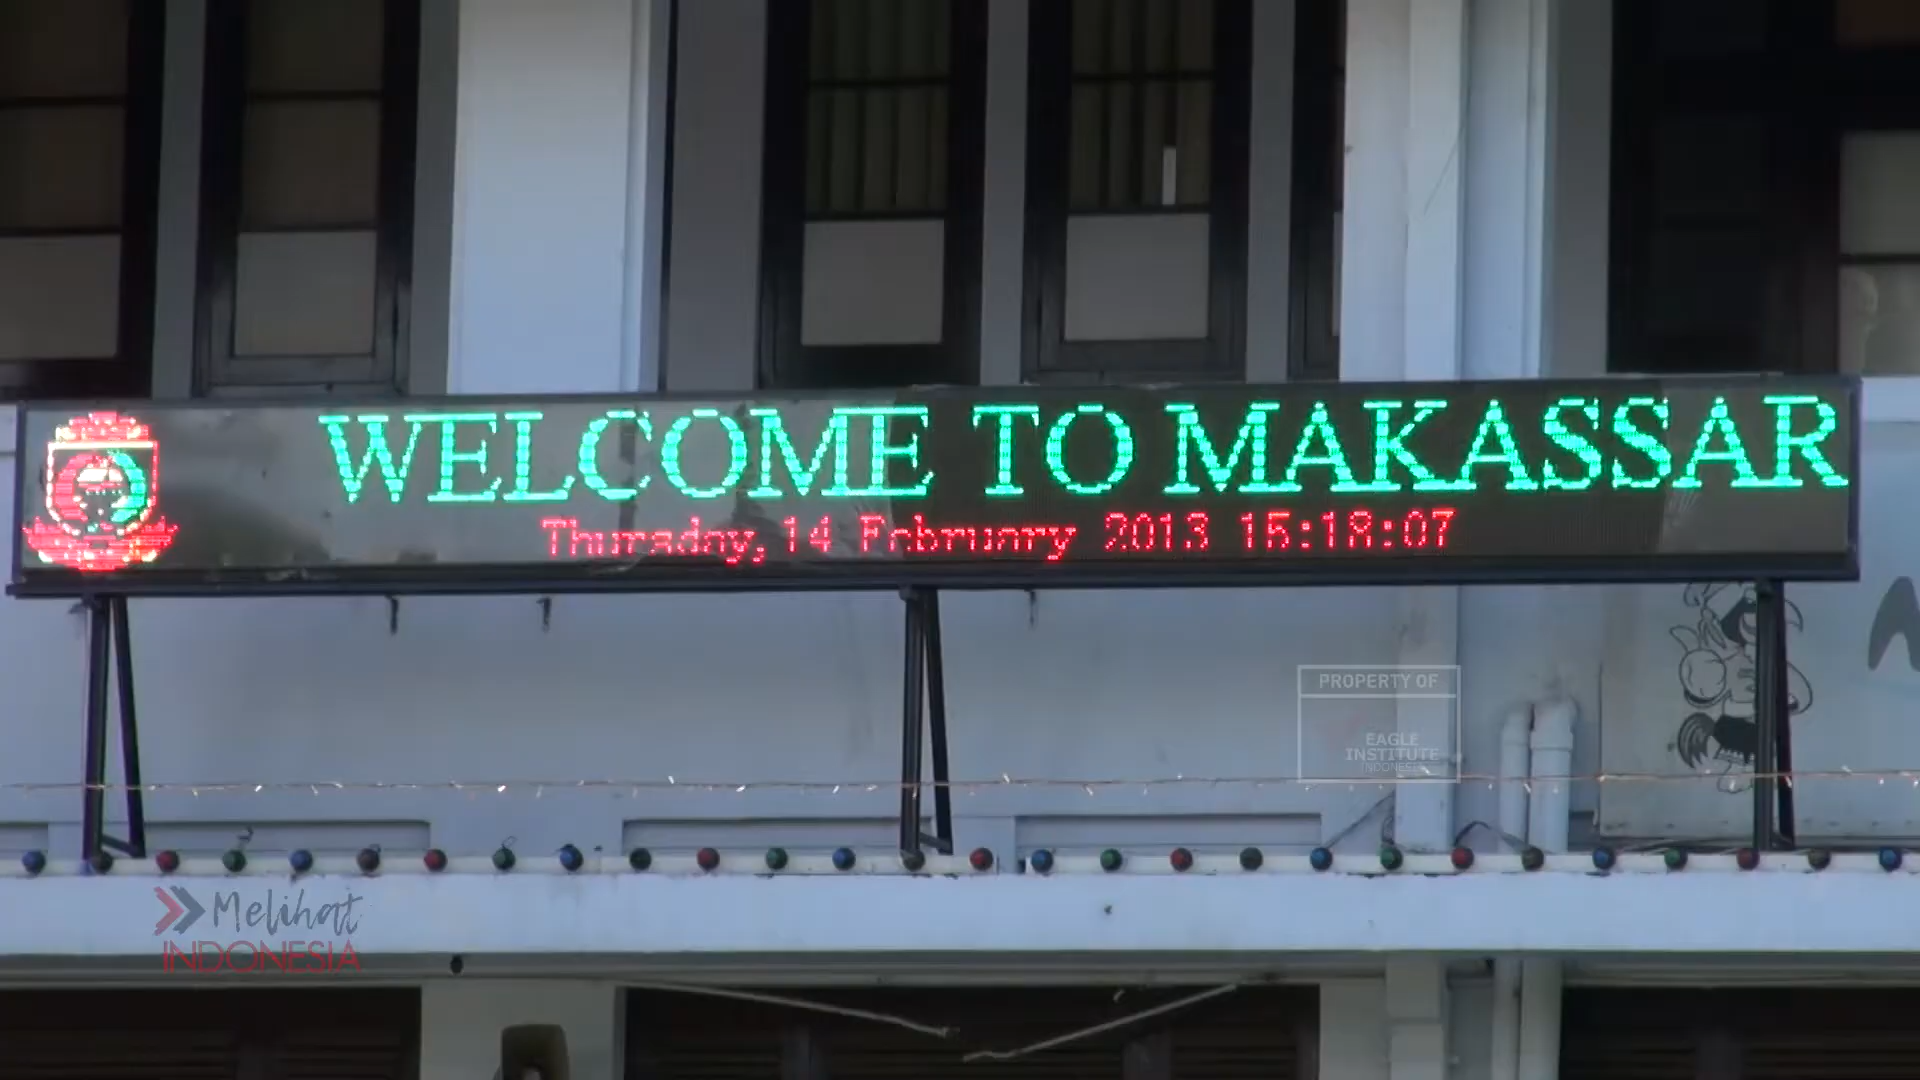 WELCOME TO MAKASSAR
Thursday, 14 February 2013 15:18:07
PROPERTY OF
EAGLE
INSTITUTE
INDONESIA
Melihat
INDONESIA